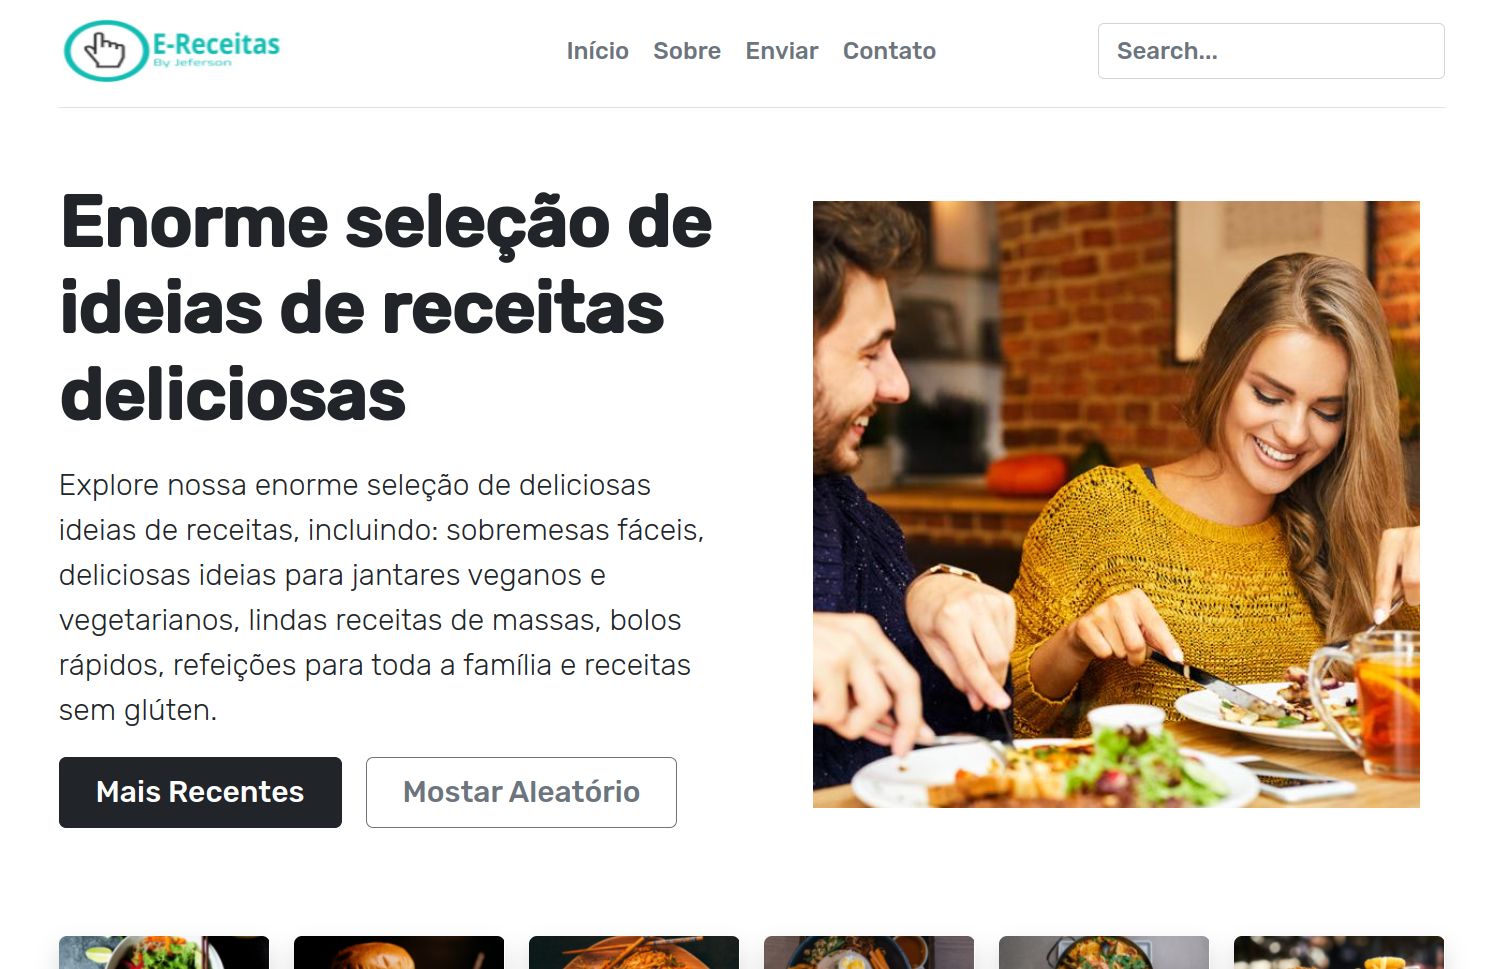 E-Receitas
By Jeferson
Início Sobre Enviar Contato
Search...
Enorme seleção de
ideias de receitas
deliciosas
Explore nossa enorme seleção de deliciosas
ideias de receitas, incluindo: sobremesas fáceis,
deliciosas ideias para jantares veganos e
vegetarianos, lindas receitas de massas, bolos
rápidos, refeições para toda a família e receitas
sem glúten.
Mais Recentes
Mostar Aleatório